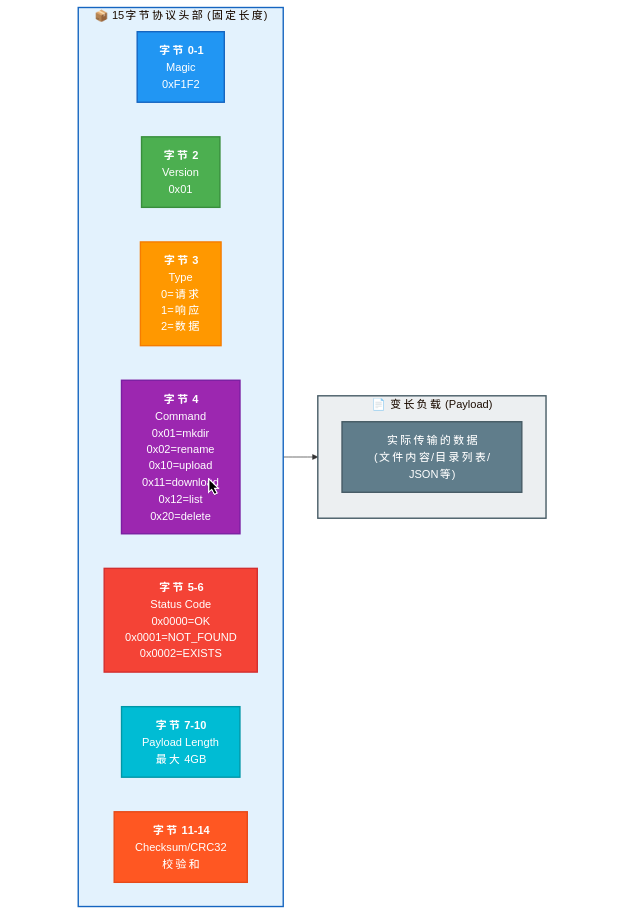 📦 15字节协议头部 (固定长度)
字节 0-1
Magic
0xF1F2
字节 2
Version
0x01
字节 3
Type
0=请求
1=响应
2=数据
字节 4
Command
0x01=mkdir
0x02=rename
0x10=upload
0x11=download
0x12=list
0x20=delete
字节 5-6
Status Code
0x0000=OK
0x0001=NOT_FOUND
0x0002=EXISTS
字节 7-10
Payload Length
最大 4GB
字节 11-14
Checksum/CRC32
校验和
📄 变长负载 (Payload)
实际传输的数据
(文件内容/目录列表/
JSON等)